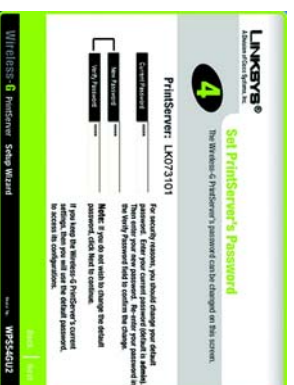 LINKSYS®
A Division of Cisco Systems, Inc.
4
Set PrintServer's Password
The Wireless-G PrintServer's password can be changed on this screen.
PrintServer: LK073101
Current Password
New Password
Verify Password
For security reasons, you should change your default
password. Enter your current password (default is admin).
Then enter your new password. Re-enter your password in
the Verify Password field to confirm the change.
Note: If you do not wish to change the default
password, click Next to continue.
If you keep the Wireless-G PrintServer's current
settings, then you will use the default password,
to access its configurations.
Wireless-G PrintServer Setup Wizard
WPS54GU2